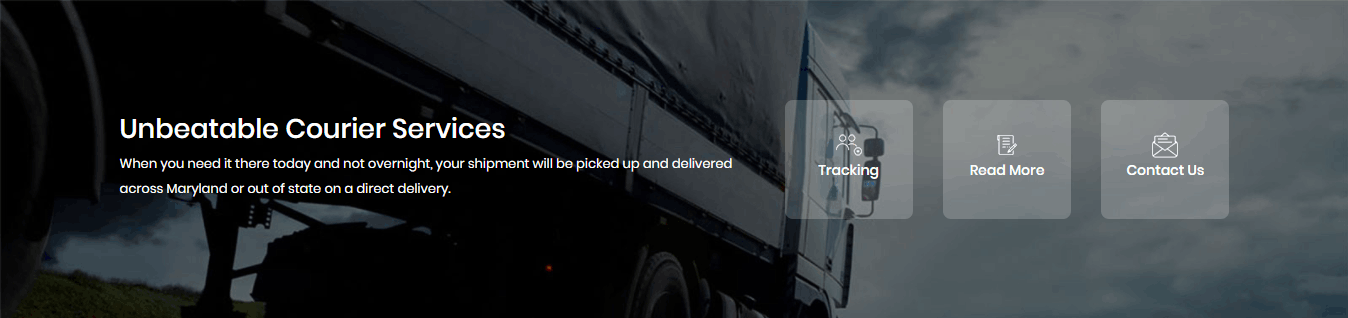 Unbeatable Courier Services
When you need it there today and not overnight, your shipment will be picked up and delivered
across Maryland or out of state on a direct delivery.
Tracking
Read More
Contact Us